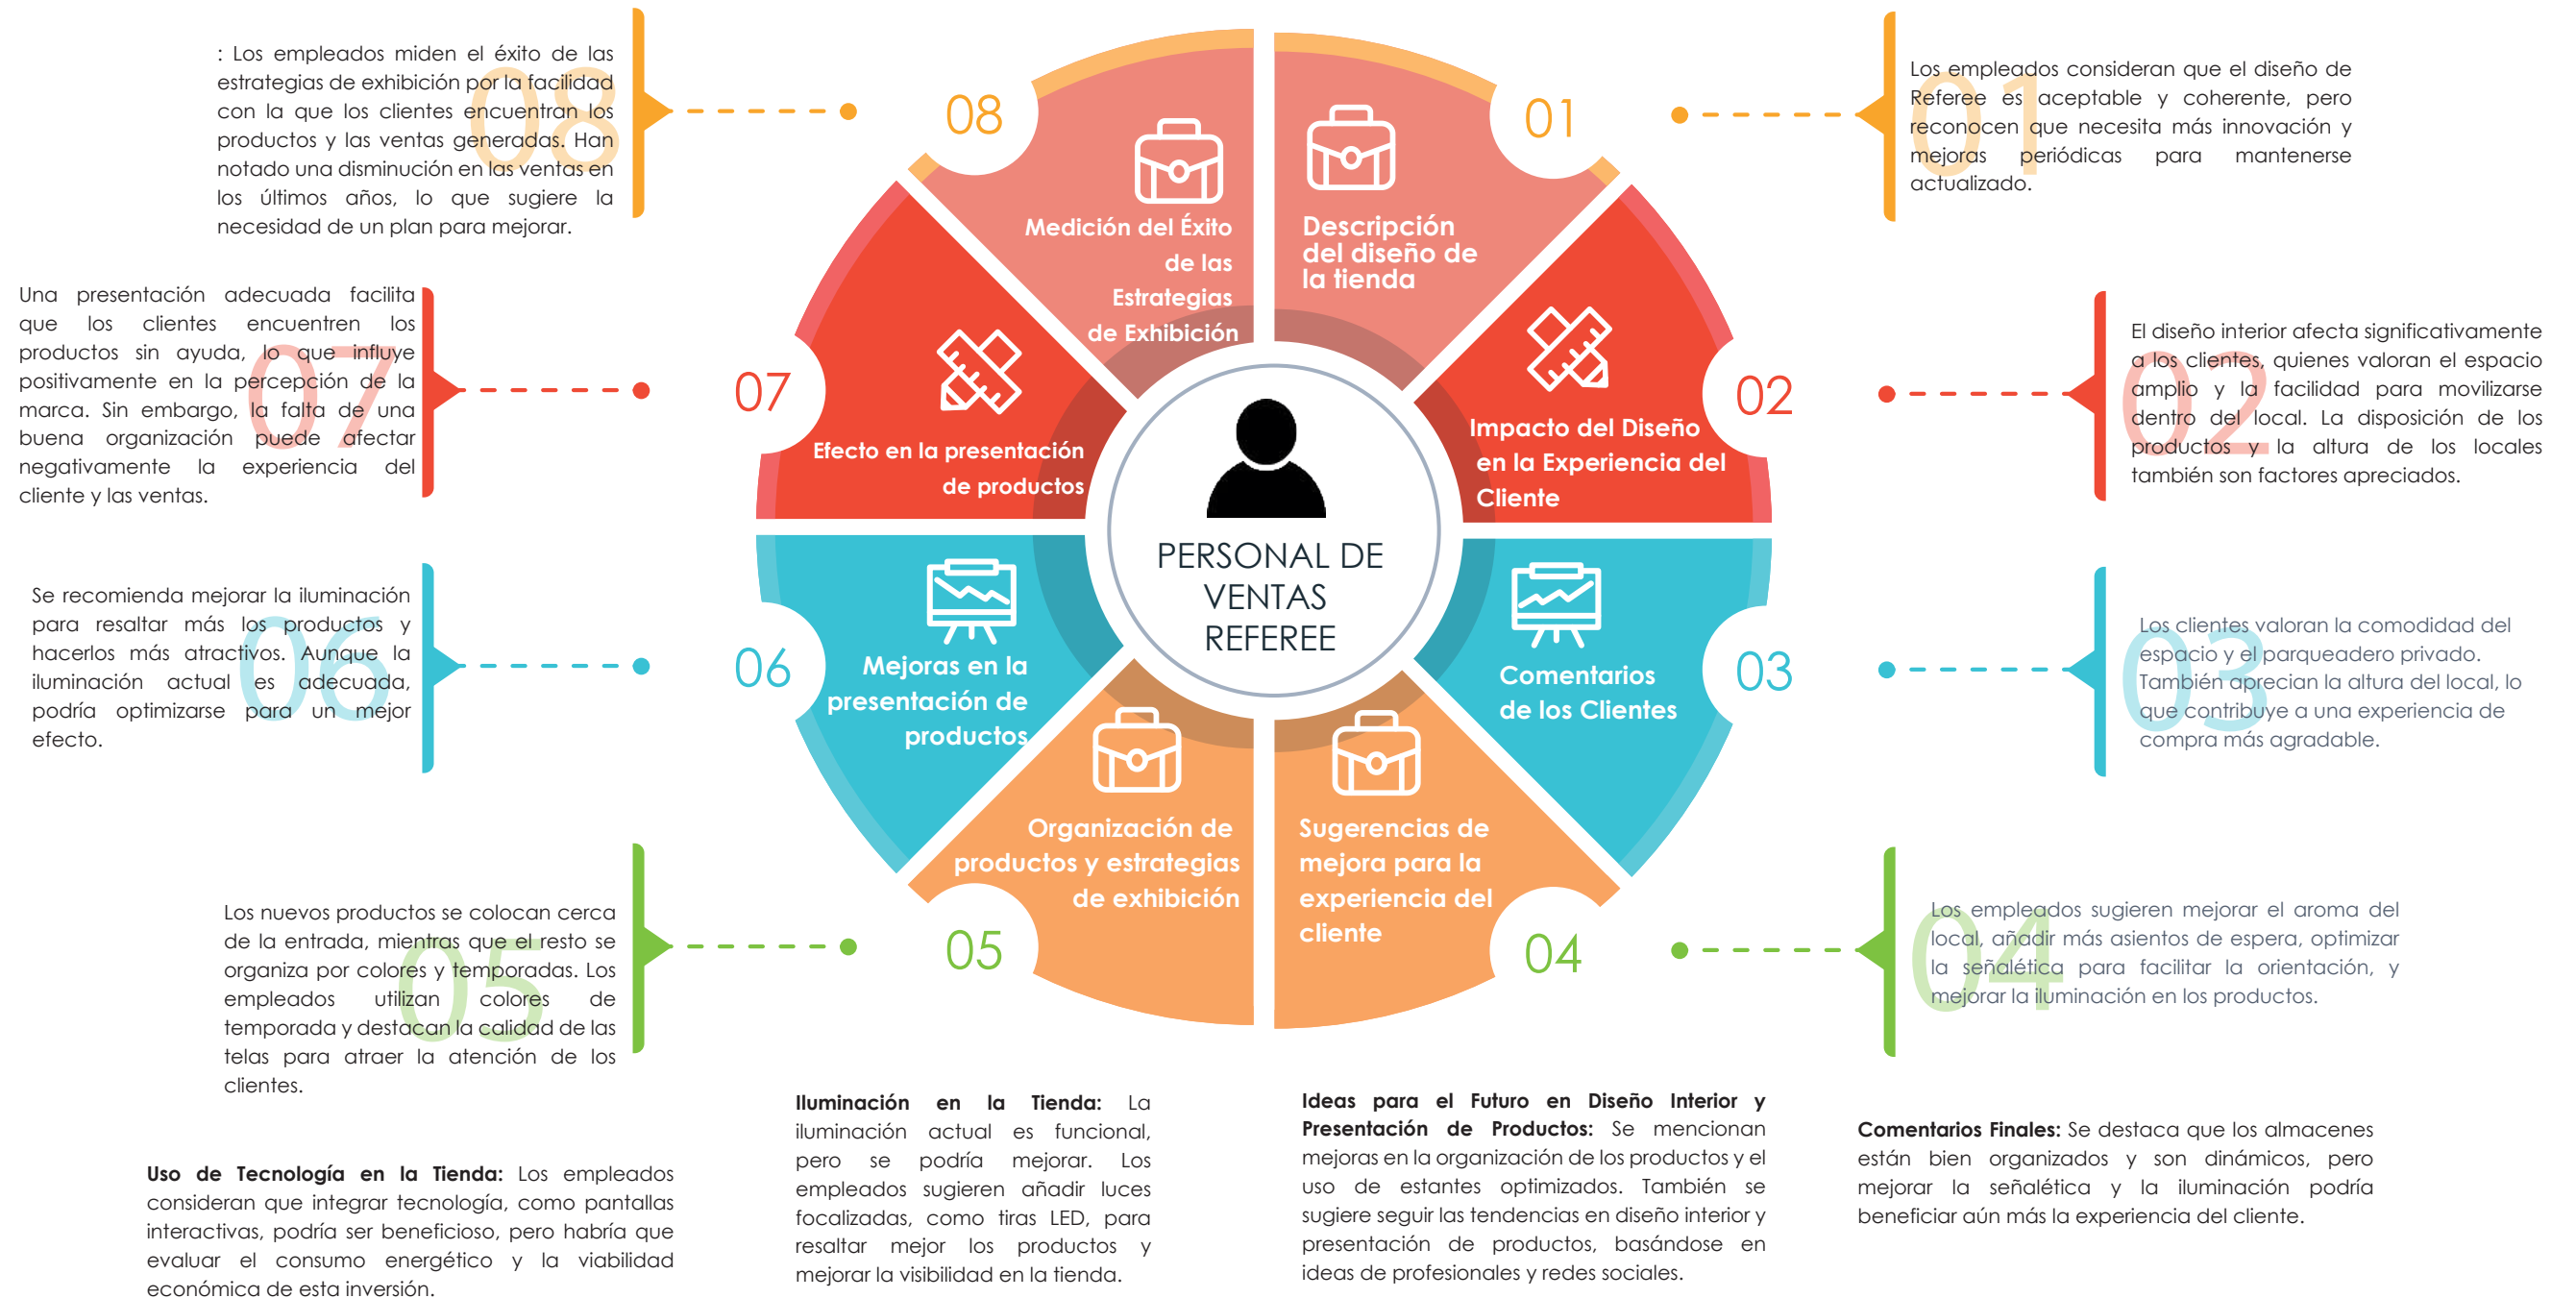 PERSONAL DE
VENTAS
REFEREE
01
Descripción
del diseño de
la tienda
01
Los empleados consideran que el diseño de
Referee es aceptable y coherente, pero
reconocen que necesita más innovación y
mejoras periódicas para mantenerse
actualizado.
02
Impacto del Diseño
en la Experiencia del
Cliente
02
El diseño interior afecta significativamente
a los clientes, quienes valoran el espacio
amplio y la facilidad para movilizarse
dentro del local. La disposición de los
productos y la altura de los locales
también son factores apreciados.
03
Comentarios
de los Clientes
03
Los clientes valoran la comodidad del
espacio y el parqueadero privado.
También aprecian la altura del local, lo
que contribuye a una experiencia de
compra más agradable.
04
Sugerencias de
mejora para la
experiencia del
cliente
04
Los empleados sugieren mejorar el aroma del
local, añadir más asientos de espera, optimizar
la señalética para facilitar la orientación, y
mejorar la iluminación en los productos.
05
Organización de
productos y estrategias
de exhibición
05
Los nuevos productos se colocan cerca
de la entrada, mientras que el resto se
organiza por colores y temporadas. Los
empleados utilizan colores de
temporada y destacan la calidad de las
telas para atraer la atención de los
clientes.
06
Mejoras en la
presentación de
productos
06
Se recomienda mejorar la iluminación
para resaltar más los productos y
hacerlos más atractivos. Aunque la
iluminación actual es adecuada,
podría optimizarse para un mejor
efecto.
07
Efecto en la presentación
de productos
07
Una presentación adecuada facilita
que los clientes encuentren los
productos sin ayuda, lo que influye
positivamente en la percepción de la
marca. Sin embargo, la falta de una
buena organización puede afectar
negativamente la experiencia del
cliente y las ventas.
08
Medición del Éxito
de las
Estrategias
de Exhibición
08
: Los empleados miden el éxito de las
estrategias de exhibición por la facilidad
con la que los clientes encuentran los
productos y las ventas generadas. Han
notado una disminución en las ventas en
los últimos años, lo que sugiere la
necesidad de un plan para mejorar.
Uso de Tecnología en la Tienda: Los empleados
consideran que integrar tecnología, como pantallas
interactivas, podría ser beneficioso, pero habría que
evaluar el consumo energético y la viabilidad
económica de esta inversión.
Iluminación en la Tienda: La
iluminación actual es funcional,
pero se podría mejorar. Los
empleados sugieren añadir luces
focalizadas, como tiras LED, para
resaltar mejor los productos y
mejorar la visibilidad en la tienda.
Ideas para el Futuro en Diseño Interior y
Presentación de Productos: Se mencionan
mejoras en la organización de los productos y el
uso de estantes optimizados. También se
sugiere seguir las tendencias en diseño interior y
presentación de productos, basándose en
ideas de profesionales y redes sociales.
Comentarios Finales: Se destaca que los almacenes
están bien organizados y son dinámicos, pero
mejorar la señalética y la iluminación podría
beneficiar aún más la experiencia del cliente.